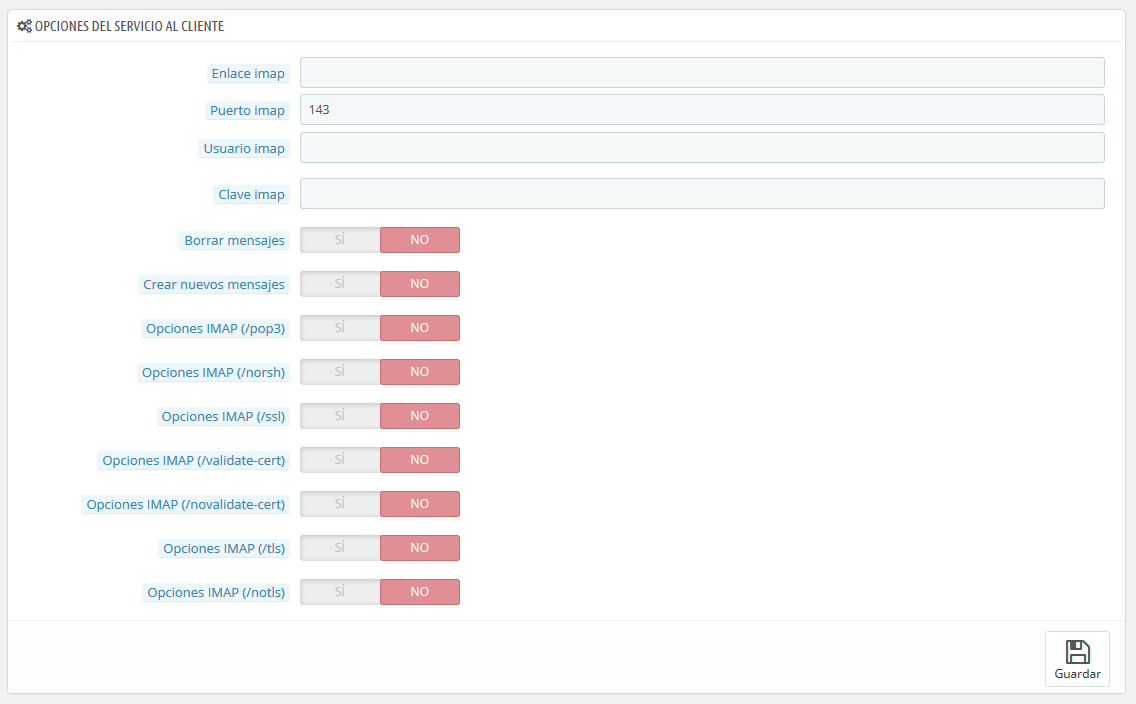 OPCIONES DEL SERVICIO AL CLIENTE
Enlace imap
Puerto imap 143
Usuario imap
Clave imap
Borrar mensajes SÍ NO
Crear nuevos mensajes SÍ NO
Opciones IMAP (/pop3) SÍ NO
Opciones IMAP (/norsh) SÍ NO
Opciones IMAP (/ssl) SÍ NO
Opciones IMAP (/validate-cert) SÍ NO
Opciones IMAP (/novalidate-cert) SÍ NO
Opciones IMAP (/tls) SÍ NO
Opciones IMAP (/notls) SÍ NO
Guardar